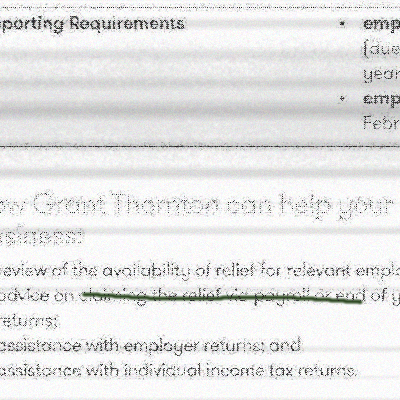 porting Requirements
• emp
(due
year
• emp
Febr
ow Grant Thornton can help your
usiness:
review of the availability of relief for relevant emplo
advice on claiming the relief via payroll or end of y
returns;
assistance with employer returns; and
assistance with individual income tax returns.